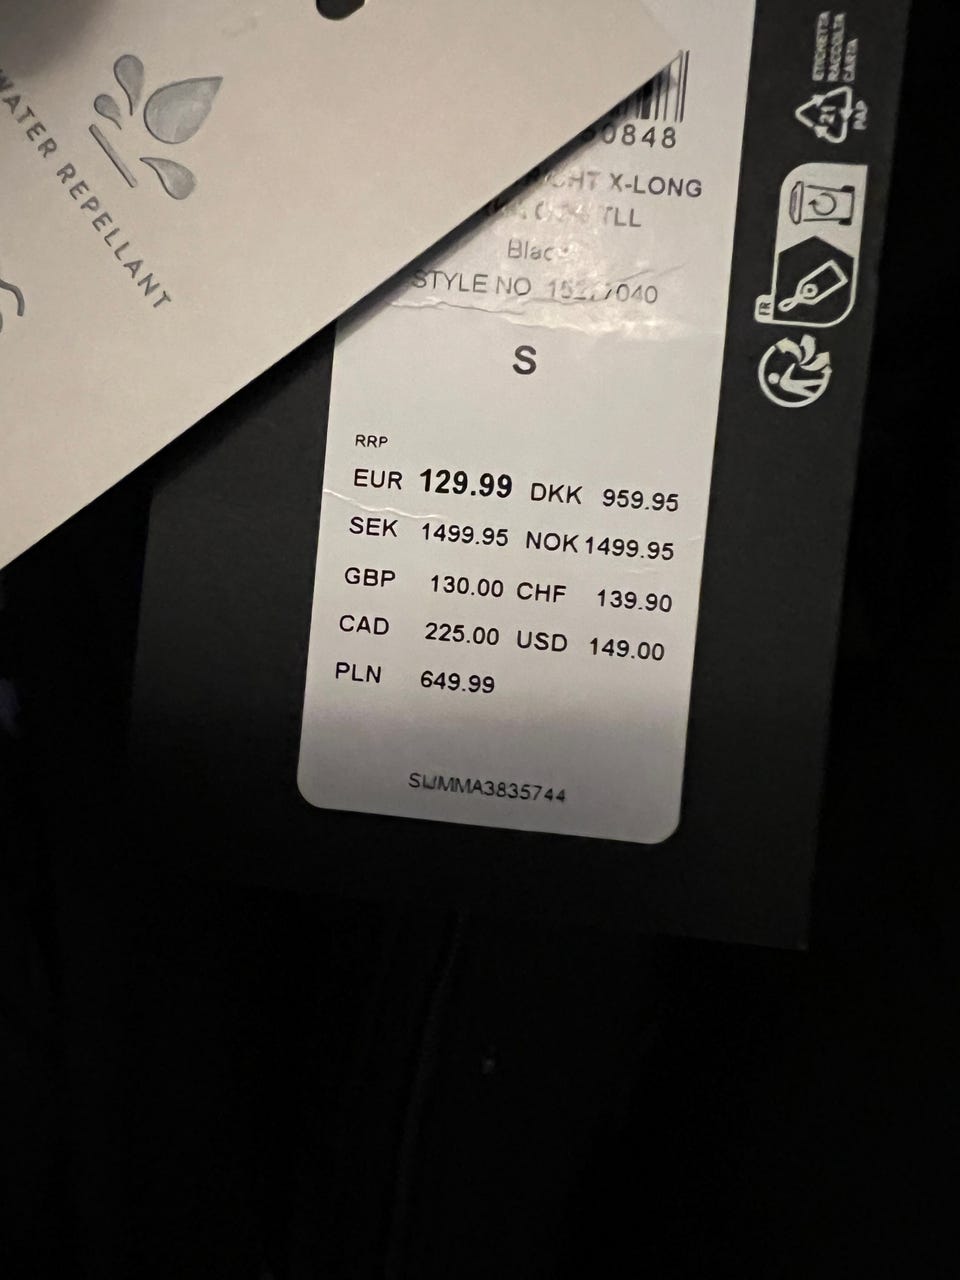 WATER REPELLANT
0848
X-LONG
TLL
STYLE NO
S
RRP
EUR 129.99 DKK 959.95
SEK 1499.95 NOK 1499.95
GBP 130.00 CHF 139.90
CAD 225.00 USD 149.00
PLN 649.99
SUMMA3835744
ETICHETTA
RACCOLTA
CARTA
21
PAP
FR